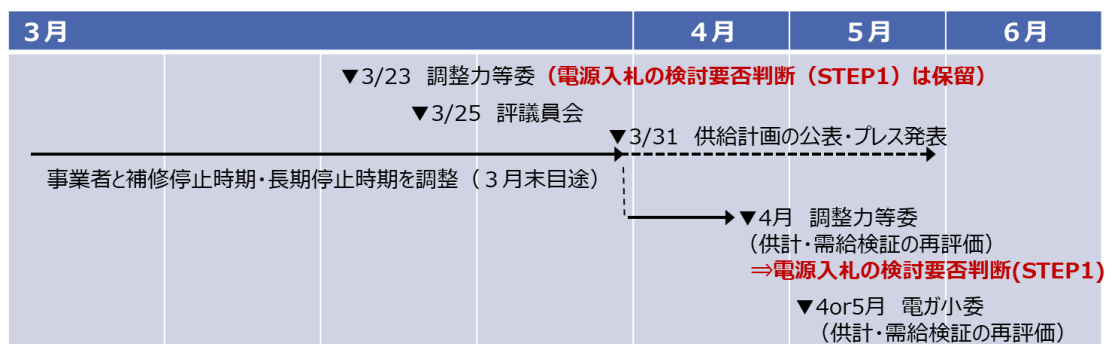 3月
4月
5月
6月
▼3/23 調整力等委(電源入札の検討要否判断(STEP1)は保留)
▼3/25 評議員会
▼3/31 供給計画の公表・プレス発表
事業者と補修停止時期・長期停止時期を調整(3月末目途)
▼4月 調整力等委
(供計・需給検証の再評価)
⇒電源入札の検討要否判断(STEP1)
▼4or5月 電ガ小委
(供計・需給検証の再評価)